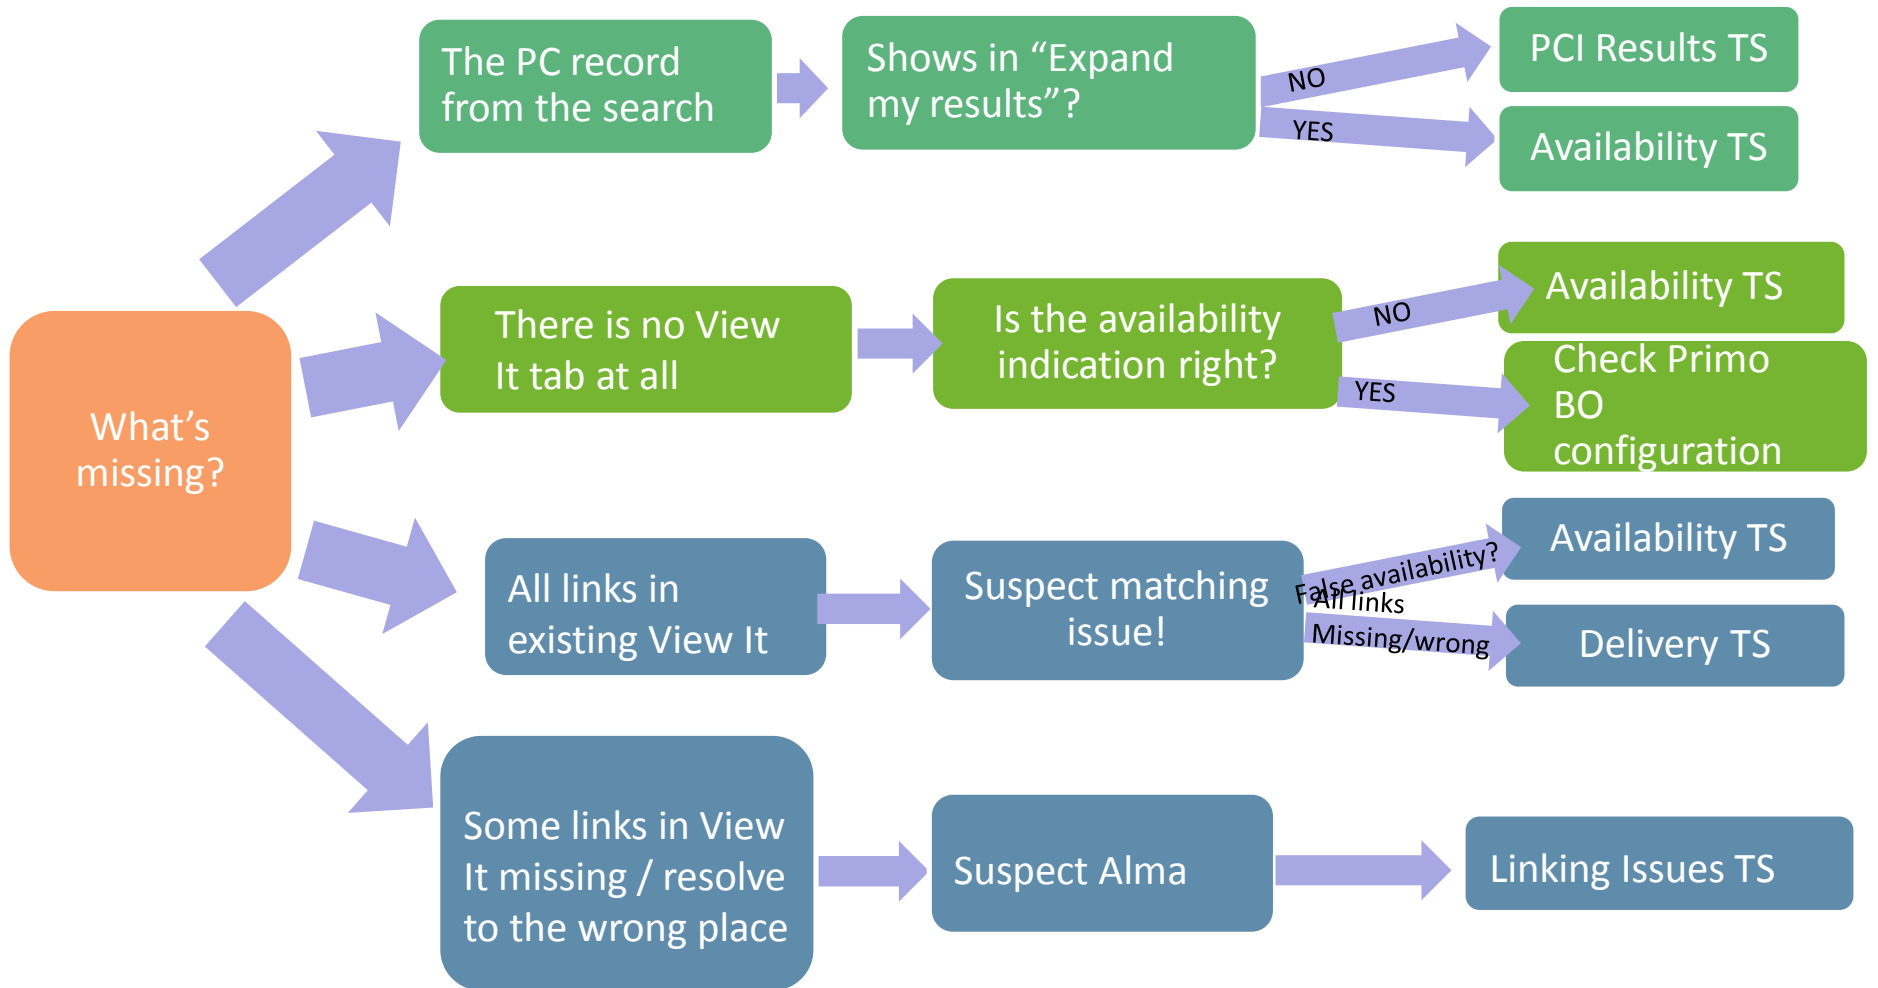 The PC record
from the search
Shows in “Expand
my results”?
NO
YES
PCI Results TS
Availability TS
What’s
missing?
There is no View
It tab at all
Is the availability
indication right?
NO
YES
Availability TS
Check Primo
BO
configuration
All links in
existing View It
Suspect matching
issue!
False availability?
All links
Missing/wrong
Availability TS
Delivery TS
Some links in View
It missing / resolve
to the wrong place
Suspect Alma
Linking Issues TS